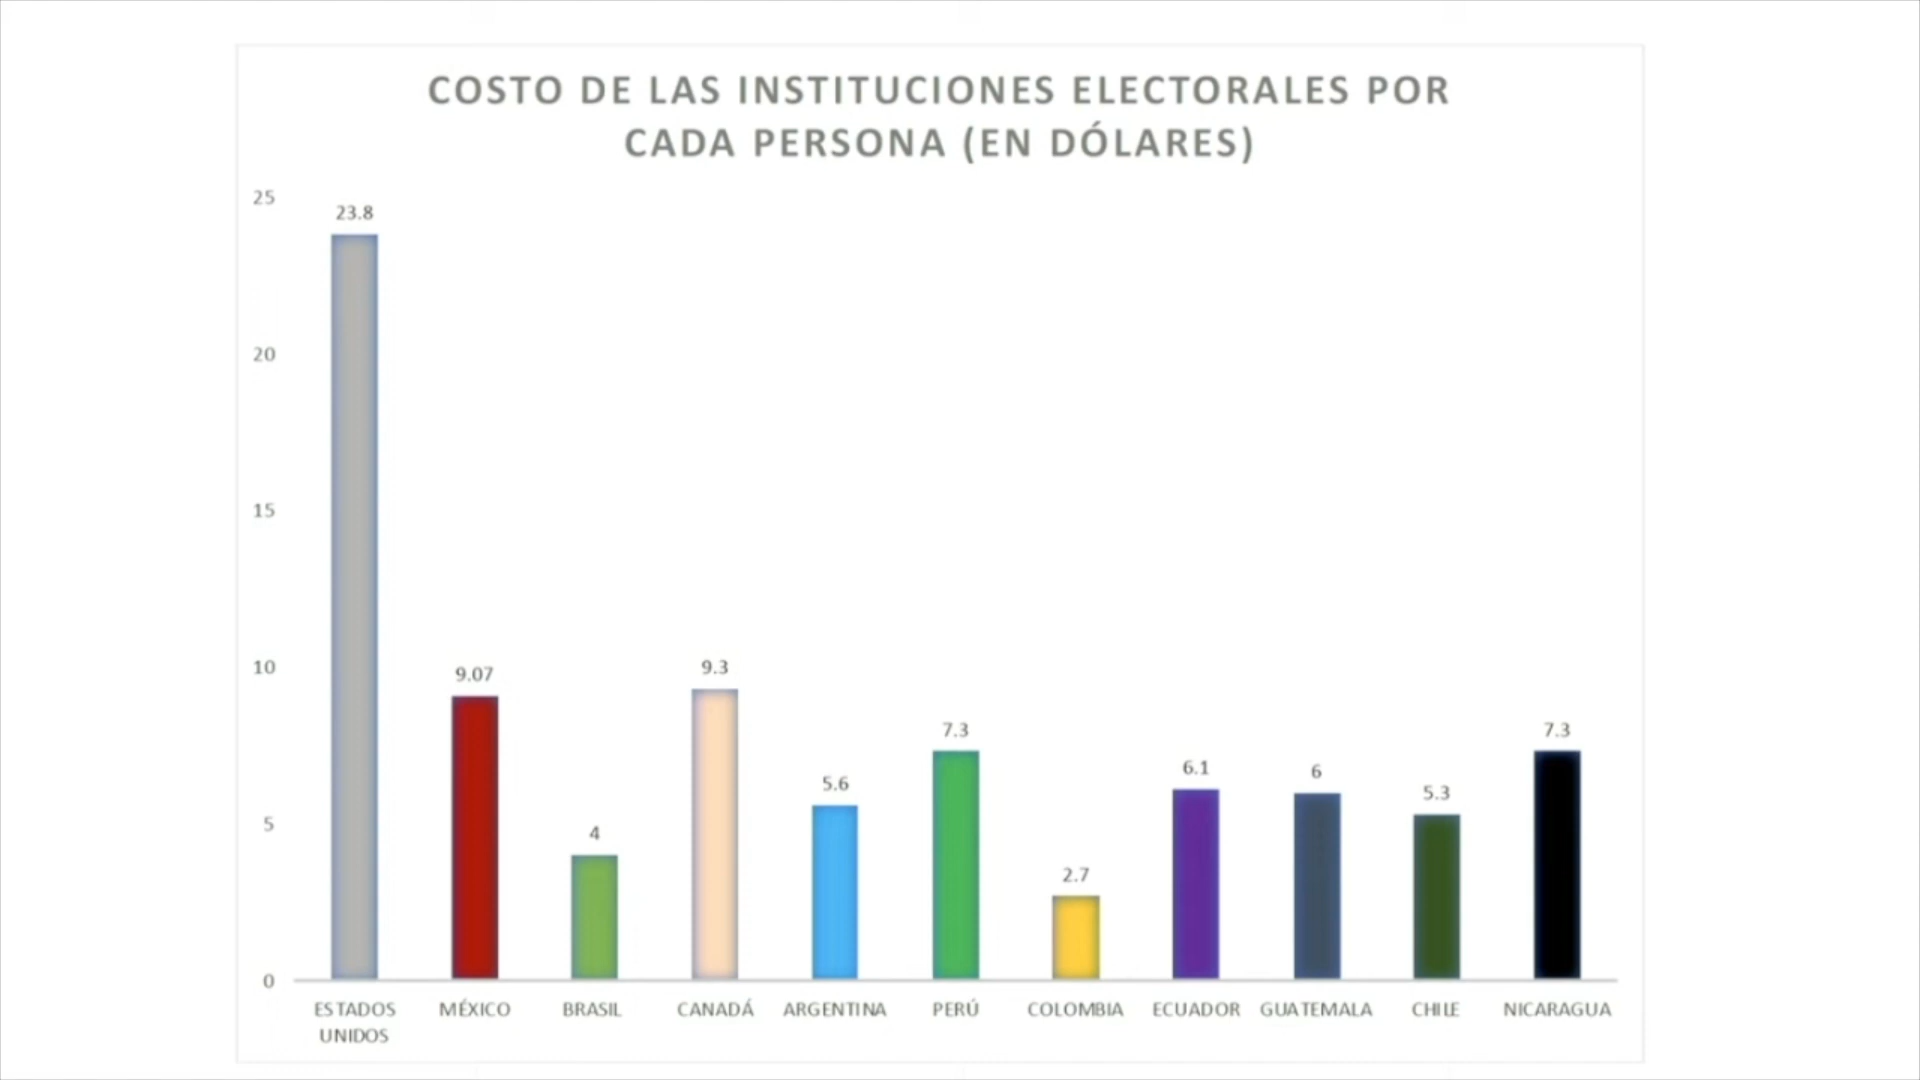 COSTO DE LAS INSTITUCIONES ELECTORALES POR
CADA PERSONA (EN DÓLARES)
25
20
15
10
5
0
23.8
9.07
4
9.3
5.6
7.3
2.7
6.1
6
5.3
7.3
ESTADOS
UNIDOS
MÉXICO
BRASIL
CANADÁ
ARGENTINA
PERÚ
COLOMBIA
ECUADOR
GUATEMALA
CHILE
NICARAGUA